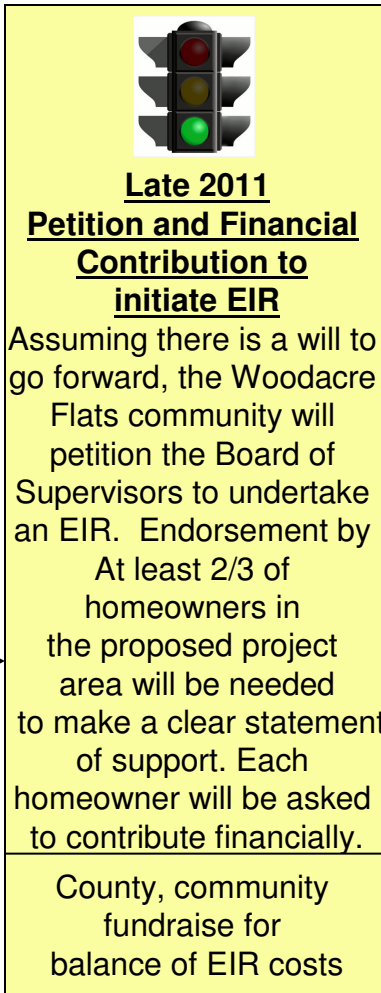 Late 2011
Petition and Financial
Contribution to
initiate EIR
Assuming there is a will to
go forward, the Woodacre
Flats community will
petition the Board of
Supervisors to undertake
an EIR.  Endorsement by
At least 2/3 of
homeowners in
the proposed project
area will be needed
to make a clear statement
of support. Each
homeowner will be asked
to contribute financially.
County, community
fundraise for
balance of EIR costs